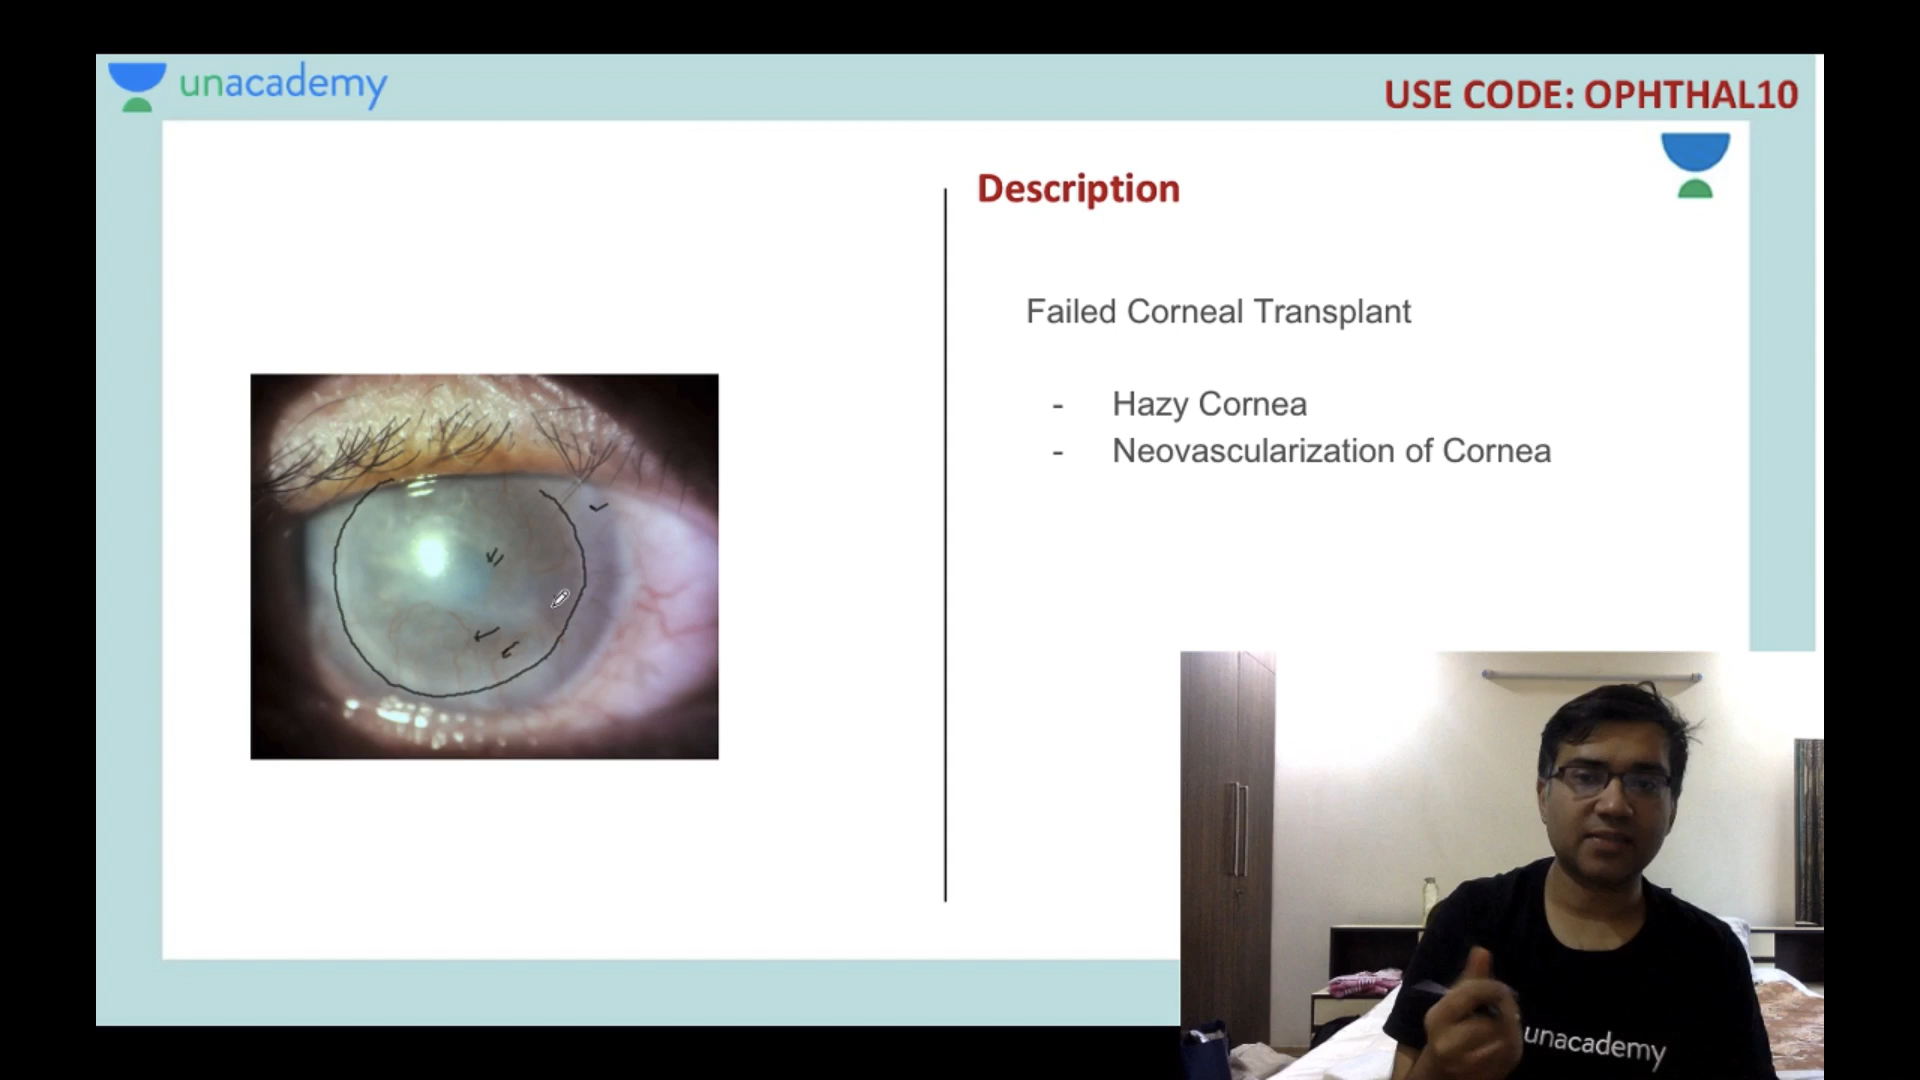 unacademy
USE CODE: OPHTHAL10
Description
Failed Corneal Transplant
- Hazy Cornea
- Neovascularization of Cornea
unacademy